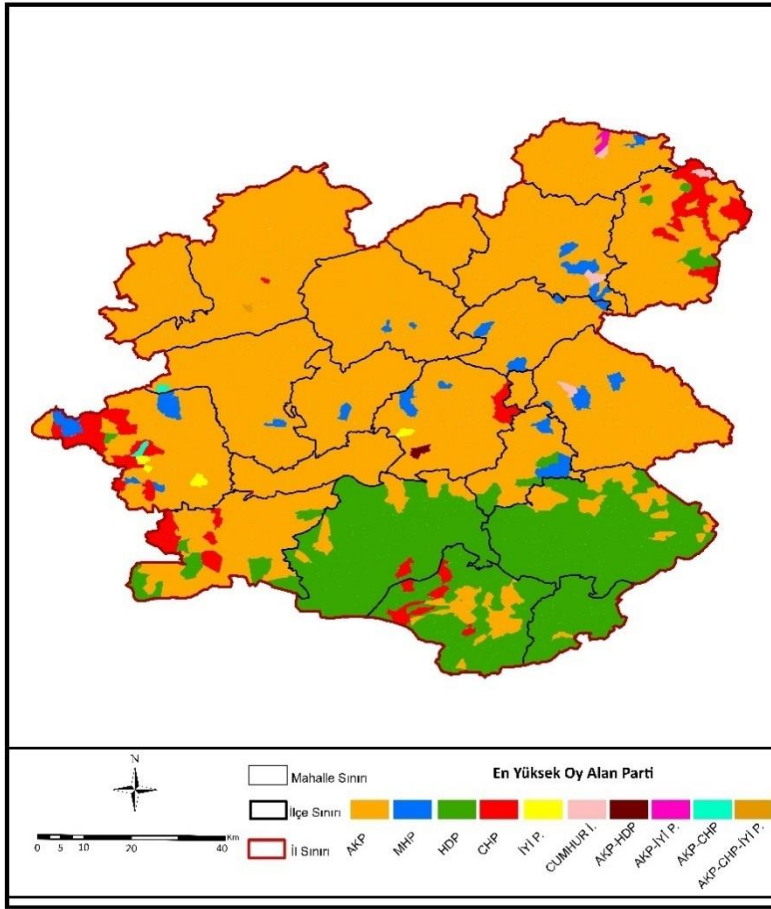 N
Km
0 5 10 20 40
Mahalle Sınırı
İlçe Sınırı
İl Sınırı
En Yüksek Oy Alan Parti
AKP
MHP
HDP
CHP
İYİ P.
CUMHUR İ.
AKP-HDP
AKP-İYİ P.
AKP-CHP
AKP-CHP-İYİ P.